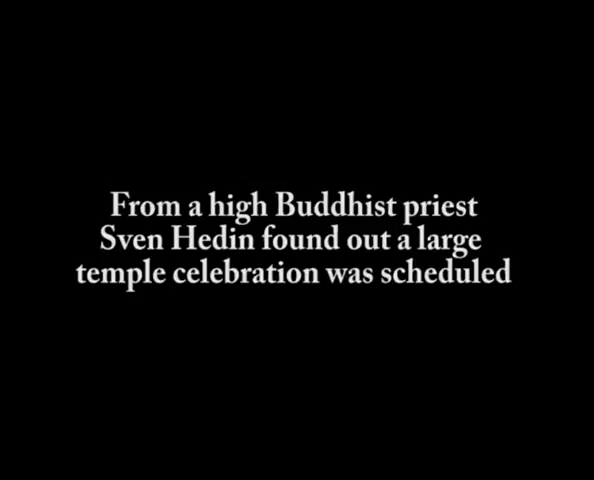 From a high Buddhist priest
Sven Hedin found out a large
temple celebration was scheduled